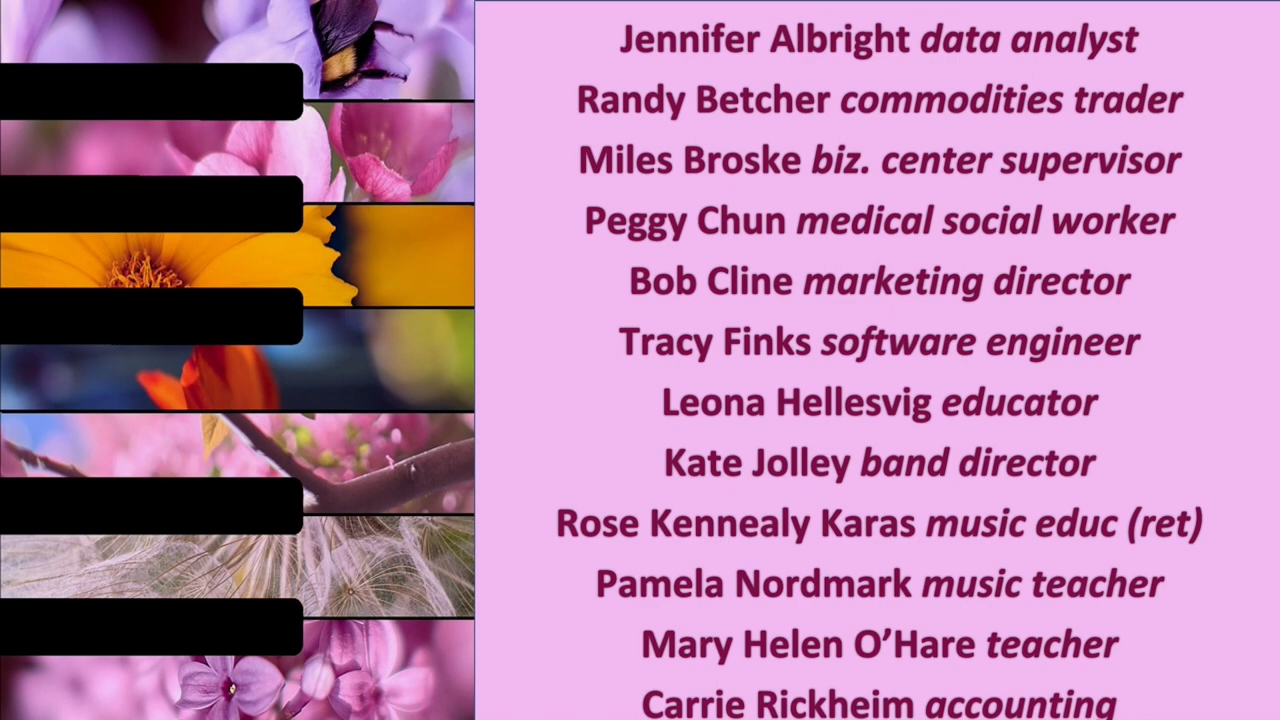 Jennifer Albright data analyst
Randy Betcher commodities trader
Miles Broske biz. center supervisor
Peggy Chun medical social worker
Bob Cline marketing director
Tracy Finks software engineer
Leona Hellesvig educator
Kate Jolley band director
Rose Kennealy Karas music educ (ret)
Pamela Nordmark music teacher
Mary Helen O’Hare teacher
Carrie Rickheim accounting